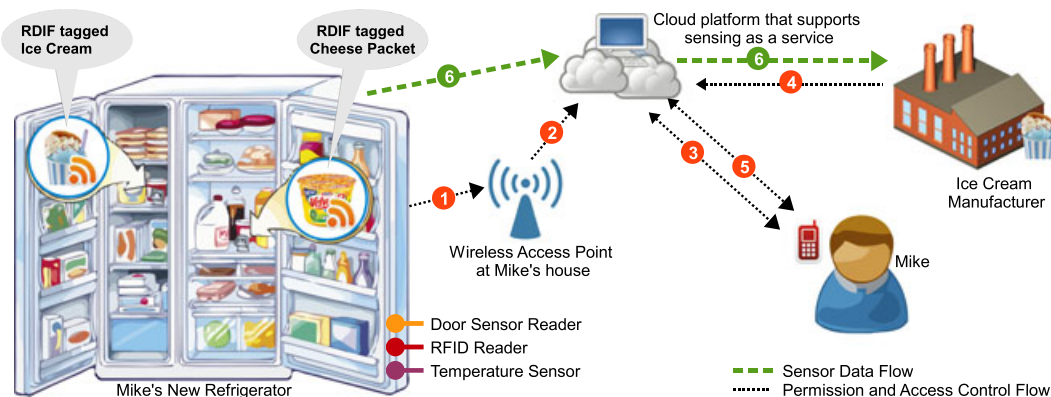 RDIF tagged
Ice Cream
RDIF tagged
Cheese Packet
Cloud platform that supports
sensing as a service
6
6
4
2
3
5
1
Ice Cream
Manufacturer
Wireless Access Point
at Mike's house
Mike
Door Sensor Reader
RFID Reader
Temperature Sensor
Mike's New Refrigerator
Sensor Data Flow
Permission and Access Control Flow